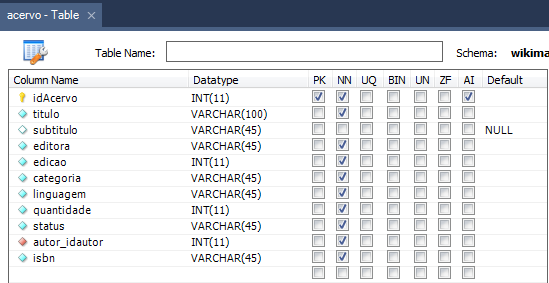 acervo - Table
Table Name: Schema: wikima
Column Name Datatype PK NN UQ BIN UN ZF AI Default
idAcervo INT(11)
titulo VARCHAR(100)
subtitulo VARCHAR(45) NULL
editora VARCHAR(45)
edicao INT(11)
categoria VARCHAR(45)
linguagem VARCHAR(45)
quantidade INT(11)
status VARCHAR(45)
autor_idautor INT(11)
isbn VARCHAR(45)